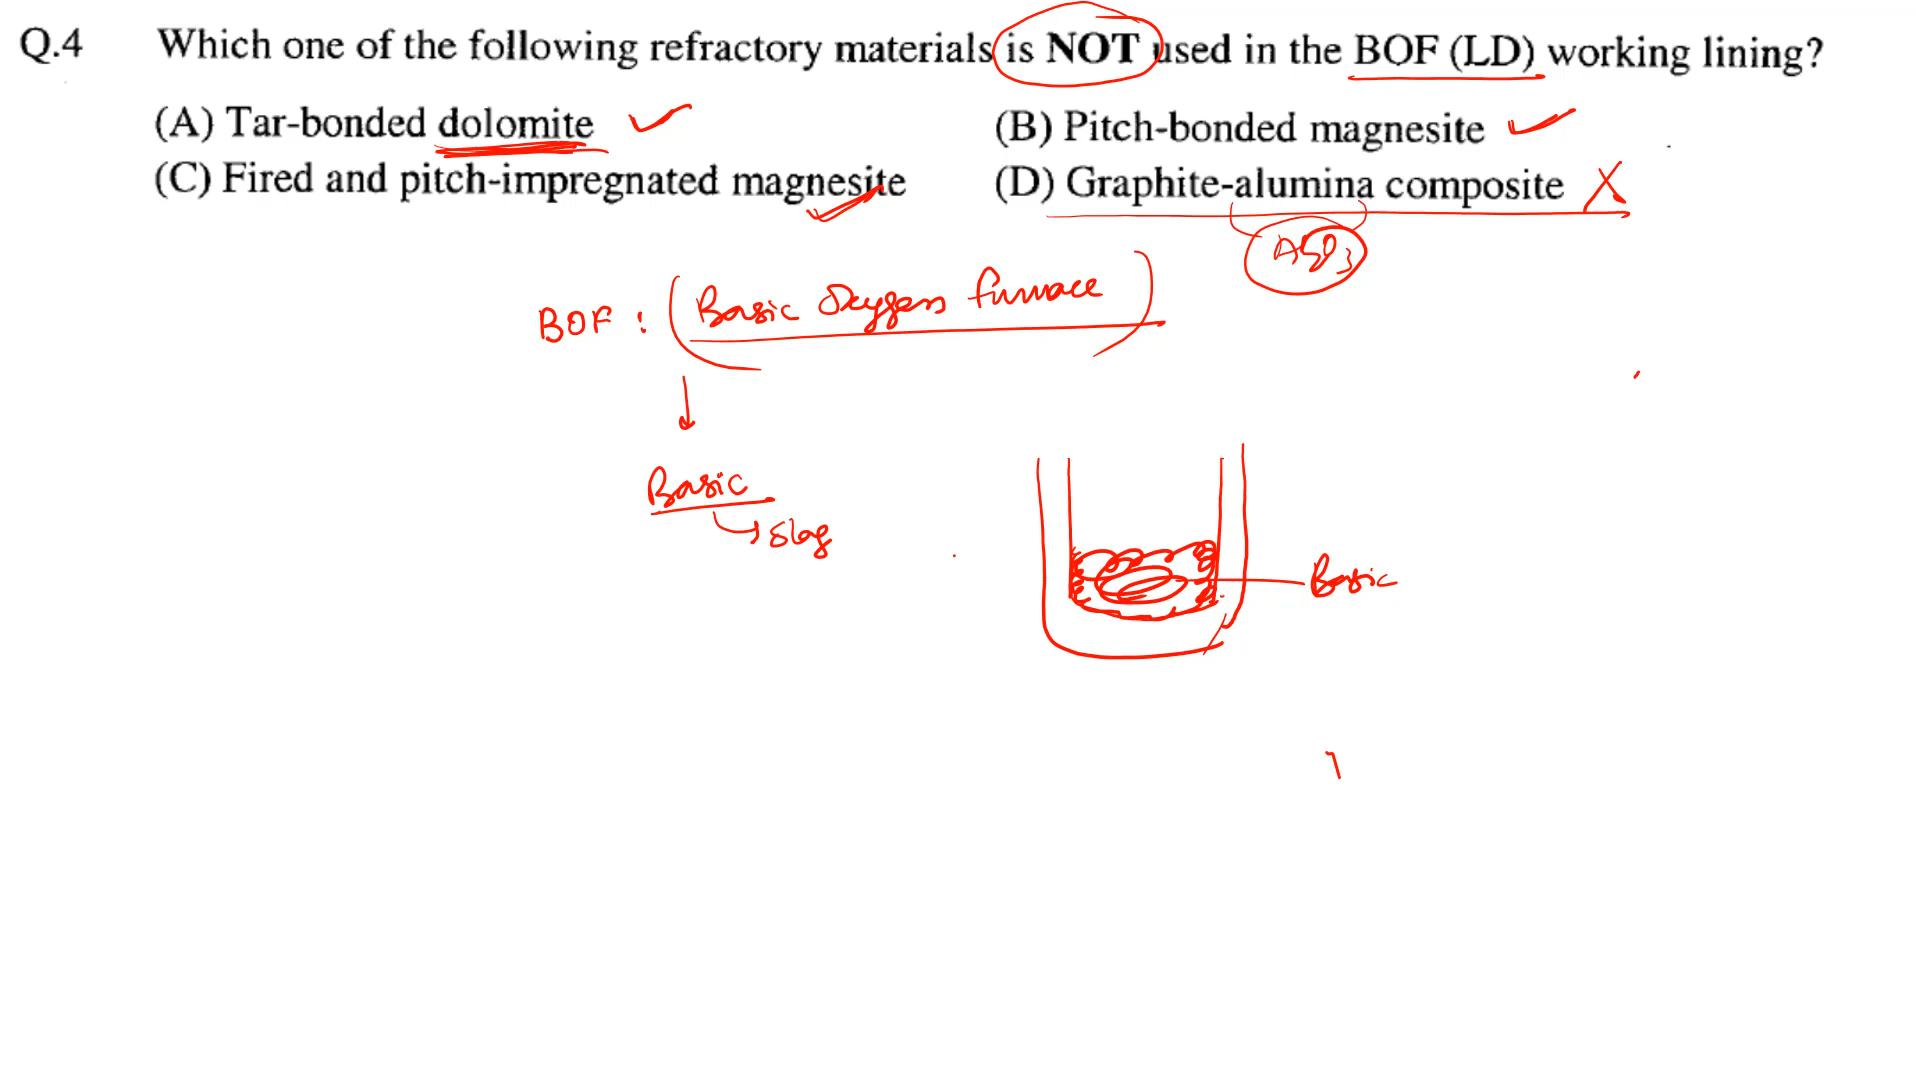 Q.4 Which one of the following refractory materials is NOT used in the BOF (LD) working lining?
(A) Tar-bonded dolomite (B) Pitch-bonded magnesite
(C) Fired and pitch-impregnated magnesite (D) Graphite-alumina composite
BOF : (Basic Oxygen furnace)
Basic
slag
Basic